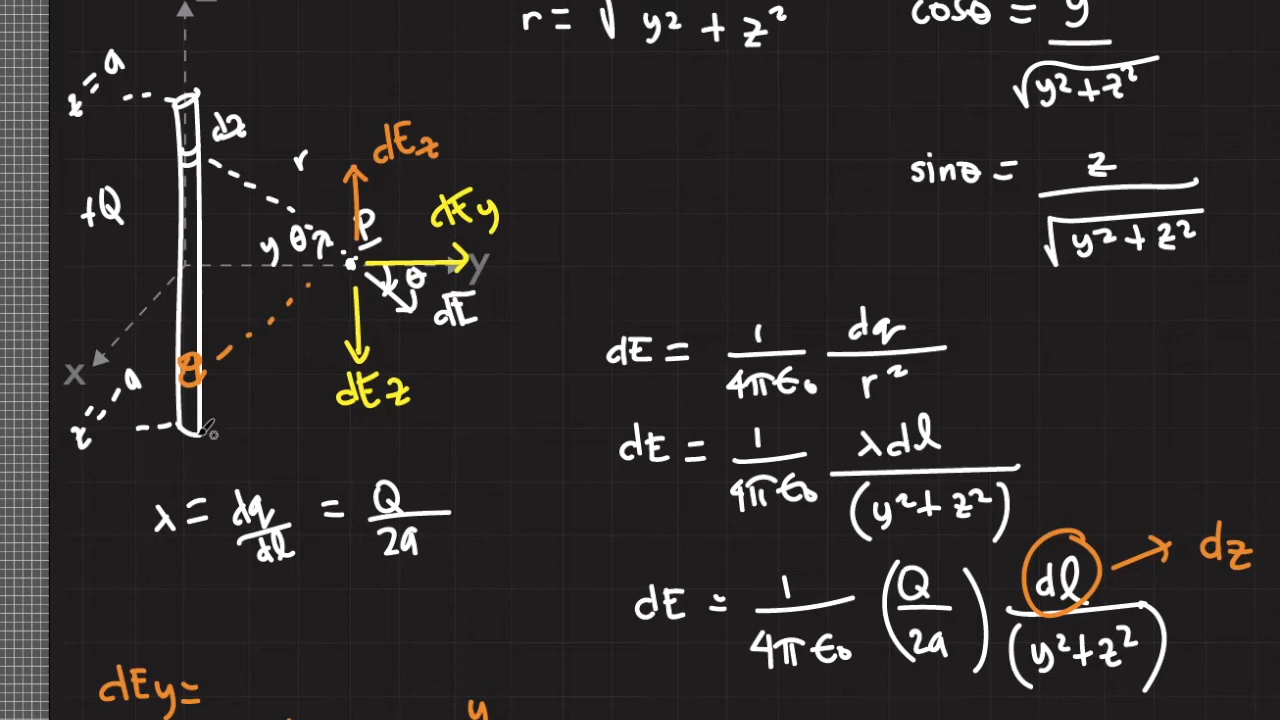 r = √ y² + z²
cosθ = y / √(y² + z²)
z = a
dz
r
dEz
+Q
y θ
P
dEy
y
θ
dE
dEz
x
z = -a
sinθ = z / √(y² + z²)
dE = 1/4πϵ₀ dq/r²
dE = 1/4πϵ₀ λdl/(y² + z²)
λ = dq/dl = Q/2a
dE = 1/4πϵ₀ (Q/2a) dl/(y² + z²) → dz
dEy =
y